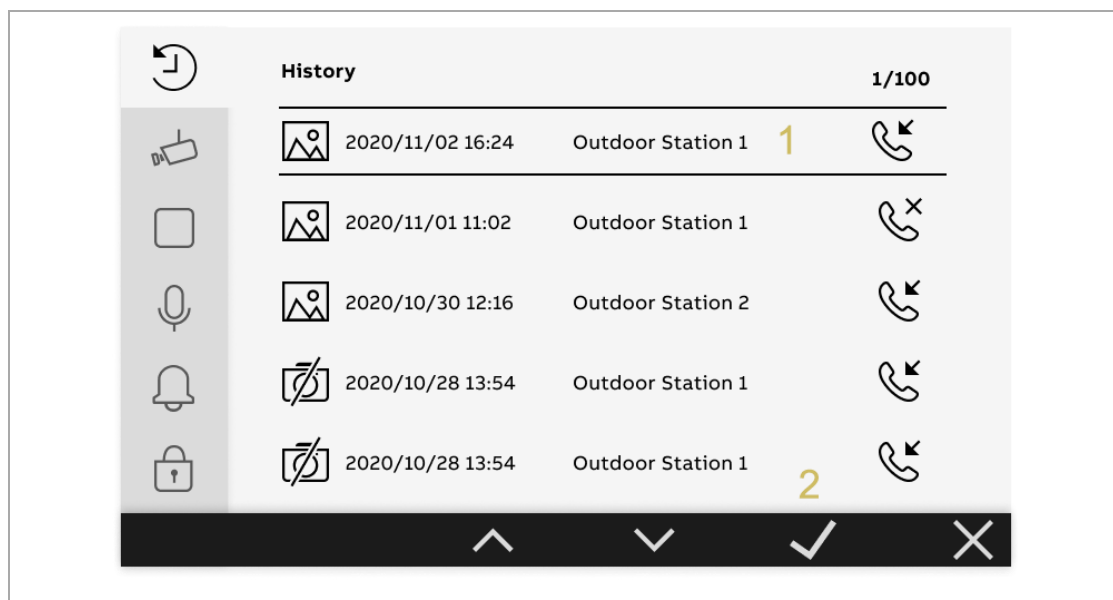 History 1/100
2020/11/02 16:24 Outdoor Station 1 1
2020/11/01 11:02 Outdoor Station 1
2020/10/30 12:16 Outdoor Station 2
2020/10/28 13:54 Outdoor Station 1
2020/10/28 13:54 Outdoor Station 1
2